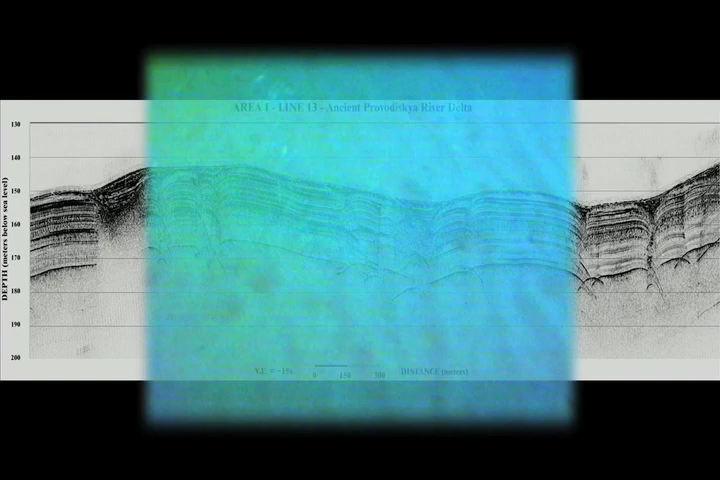 AREA 1 - LINE 13 - Ancient Provodiskya River Delta
130
140
150
160
170
180
190
200
DEPTH (meters below sea level)
V.E. = ~15x
0 150 300 DISTANCE (meters)